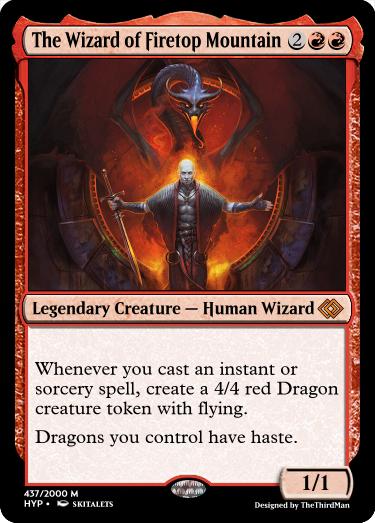 The Wizard of Firetop Mountain 2
Legendary Creature — Human Wizard
Whenever you cast an instant or
sorcery spell, create a 4/4 red Dragon
creature token with flying.
Dragons you control have haste.
1/1
437/2000 M
HYP • SKITALETS
Designed by TheThirdMan